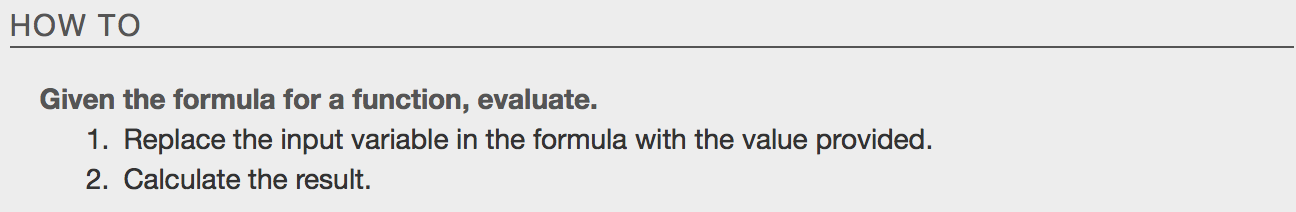 HOW TO
Given the formula for a function, evaluate.
1. Replace the input variable in the formula with the value provided.
2. Calculate the result.